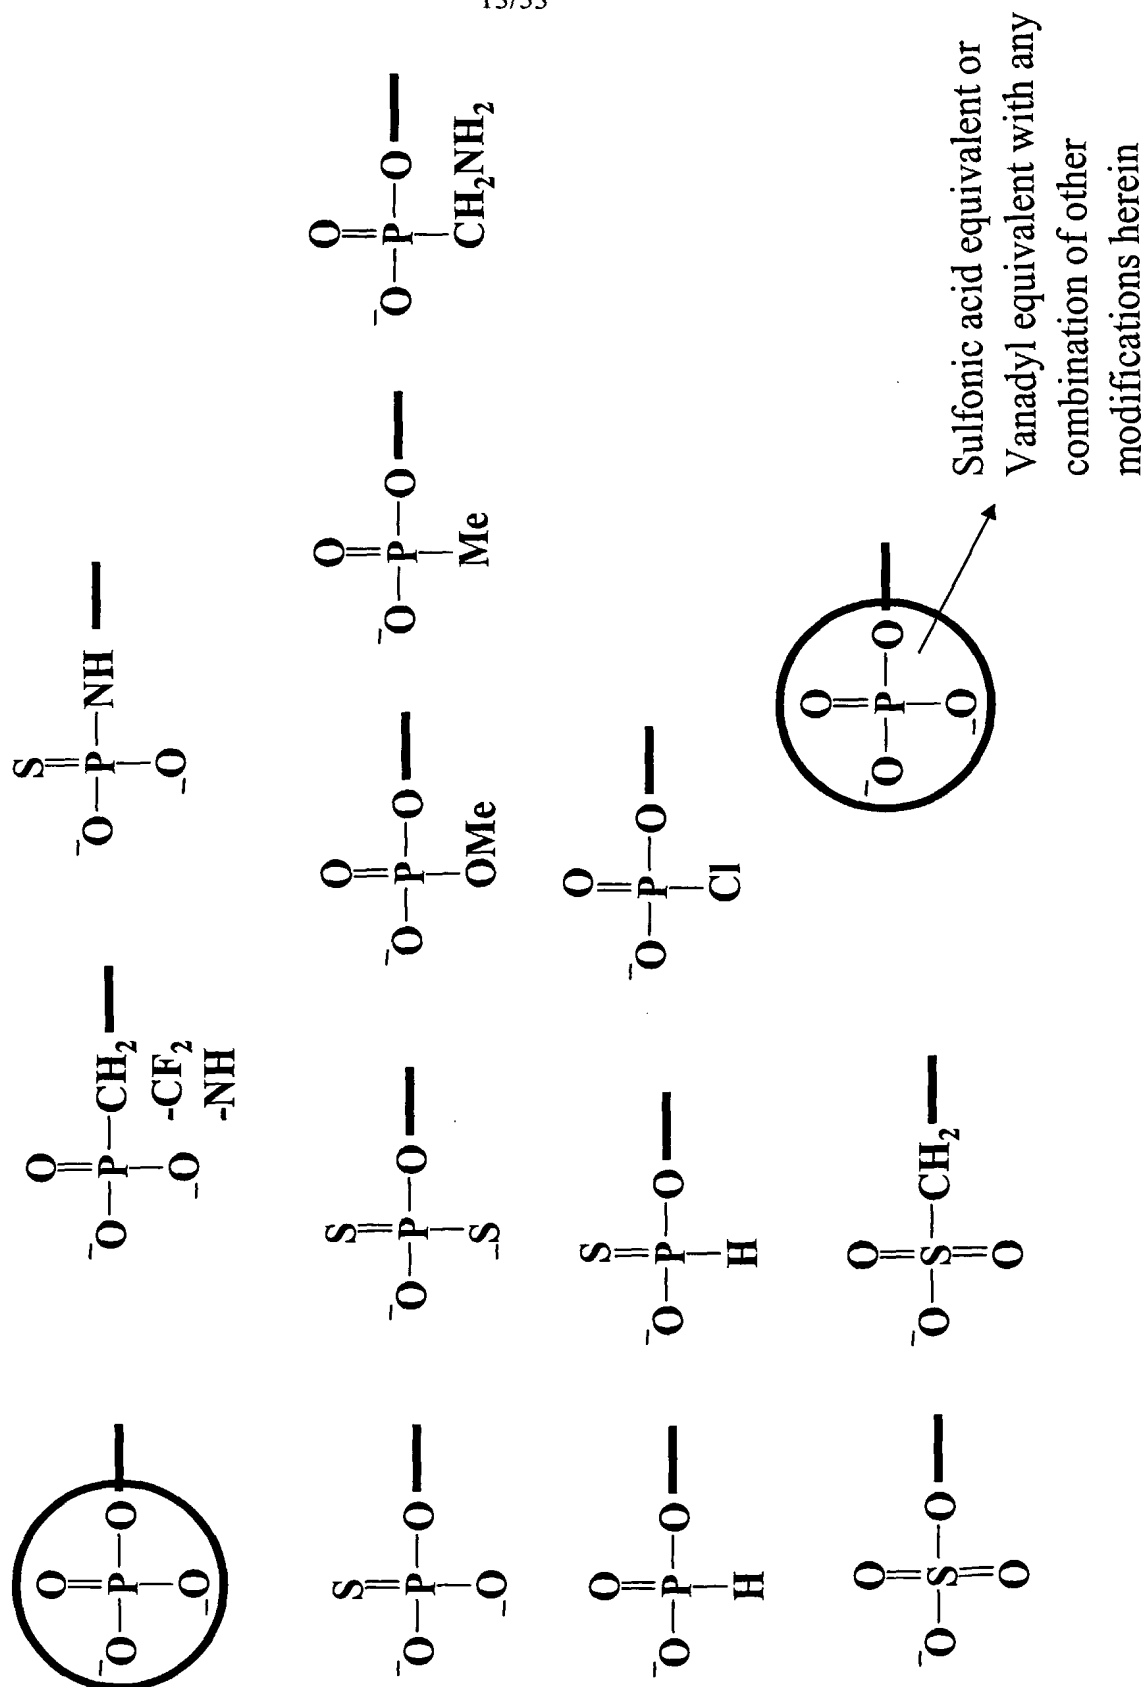 O
⁻O–P–O
⁻O
O
⁻O–P–CH₂
⁻O
-CF₂
-NH
S
⁻O–P–NH
⁻O
S
⁻O–P–O
⁻O
S
⁻O–P–O
⁻S
O
⁻O–P–O
OMe
O
⁻O–P–O
Me
O
⁻O–P–O
CH₂NH₂
O
⁻O–P–O
H
S
⁻O–P–O
H
O
⁻O–P–O
Cl
O
⁻O–S–O
O
O
⁻O–S–CH₂
O
O
⁻O–P–O
⁻O
Sulfonic acid equivalent or
Vanadyl equivalent with any
combination of other
modifications herein